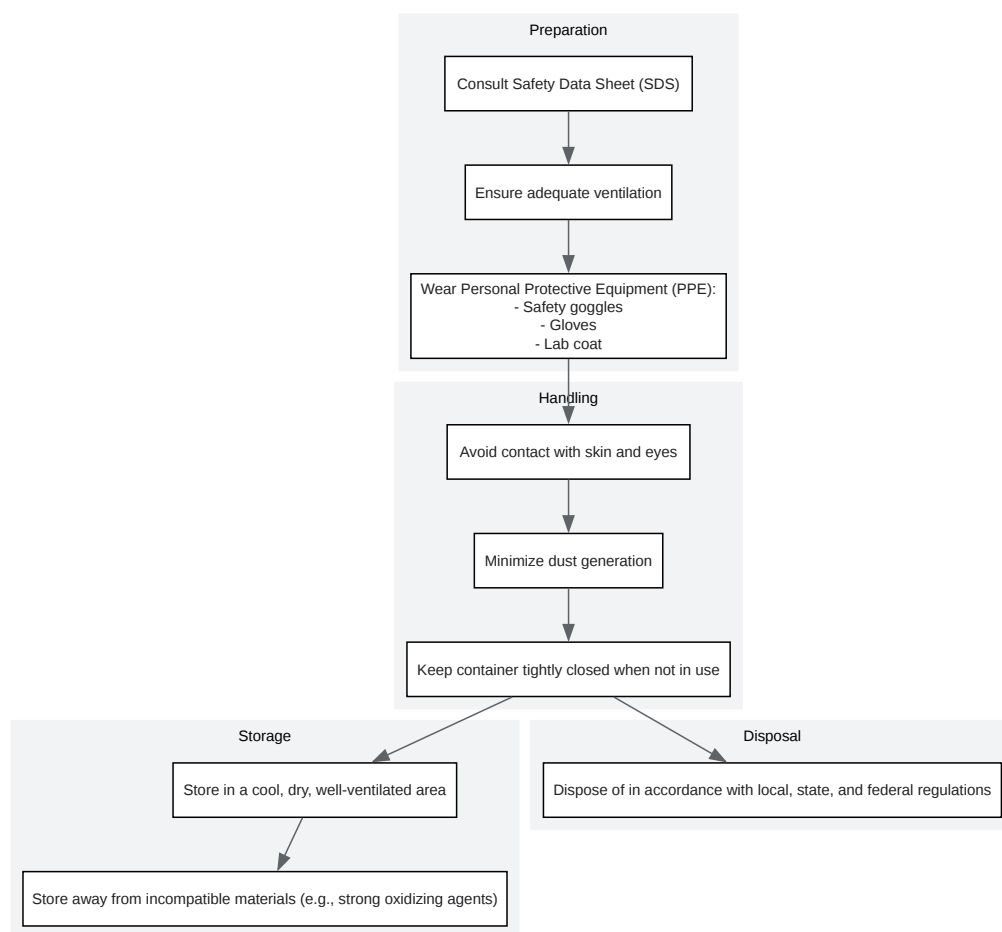 Preparation
Consult Safety Data Sheet (SDS)
Ensure adequate ventilation
Wear Personal Protective Equipment (PPE):
- Safety goggles
- Gloves
- Lab coat
Handling
Avoid contact with skin and eyes
Minimize dust generation
Keep container tightly closed when not in use
Storage
Store in a cool, dry, well-ventilated area
Store away from incompatible materials (e.g., strong oxidizing agents)
Disposal
Dispose of in accordance with local, state, and federal regulations